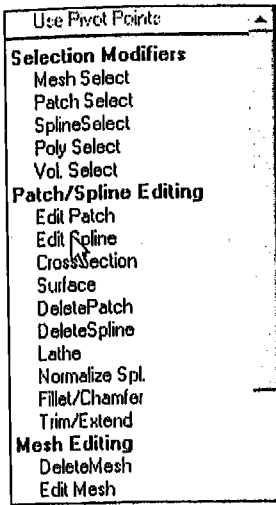 Use Pivot Points
Selection Modifiers
Mesh Select
Patch Select
SplineSelect
Poly Select
Vol. Select
Patch/Spline Editing
Edit Patch
Edit Spline
CrossSection
Surface
DeletePatch
DeleteSpline
Lathe
Normalize Spl.
Fillet/Chamfer
Trim/Extend
Mesh Editing
DeleteMesh
Edit Mesh